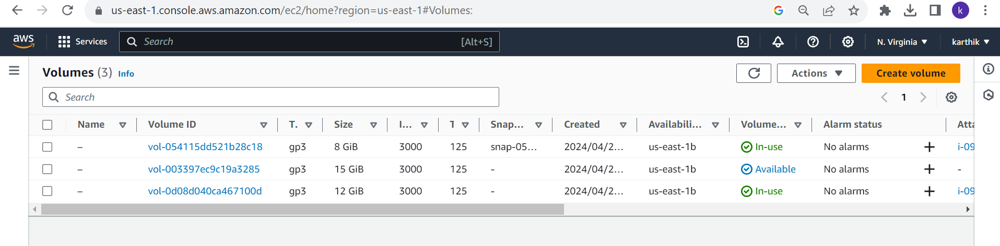 us-east-1.console.aws.amazon.com/ec2/home?region=us-east-1#Volumes:
k
aws Services Search [Alt+S] N. Virginia karthik
Volumes (3) Info Actions Create volume
Search 1
Name Volume ID T. Size I... T Snap... Created Availabili... Volume... Alarm status Atta
– vol-054115dd521b28c18 gp3 8 GiB 3000 125 snap-05... 2024/04/2... us-east-1b In-use No alarms i-09
– vol-003397ec9c19a3285 gp3 15 GiB 3000 125 - 2024/04/2... us-east-1b Available No alarms -
– vol-0d08d040ca467100d gp3 12 GiB 3000 125 - 2024/04/2... us-east-1b In-use No alarms i-09